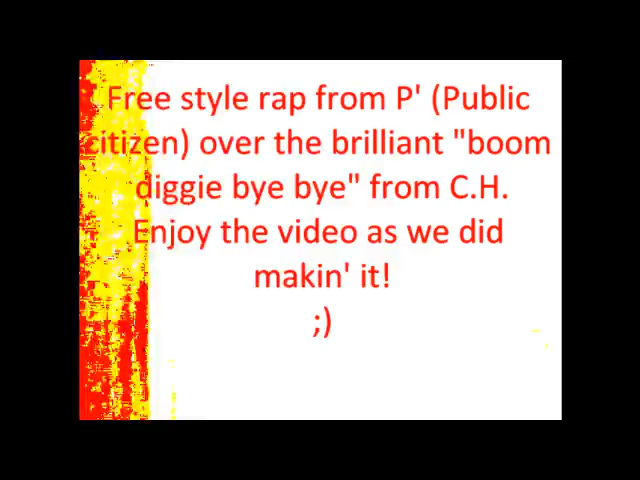 Free style rap from P' (Public
citizen) over the brilliant "boom
diggie bye bye" from C.H.
Enjoy the video as we did
makin' it!
;)